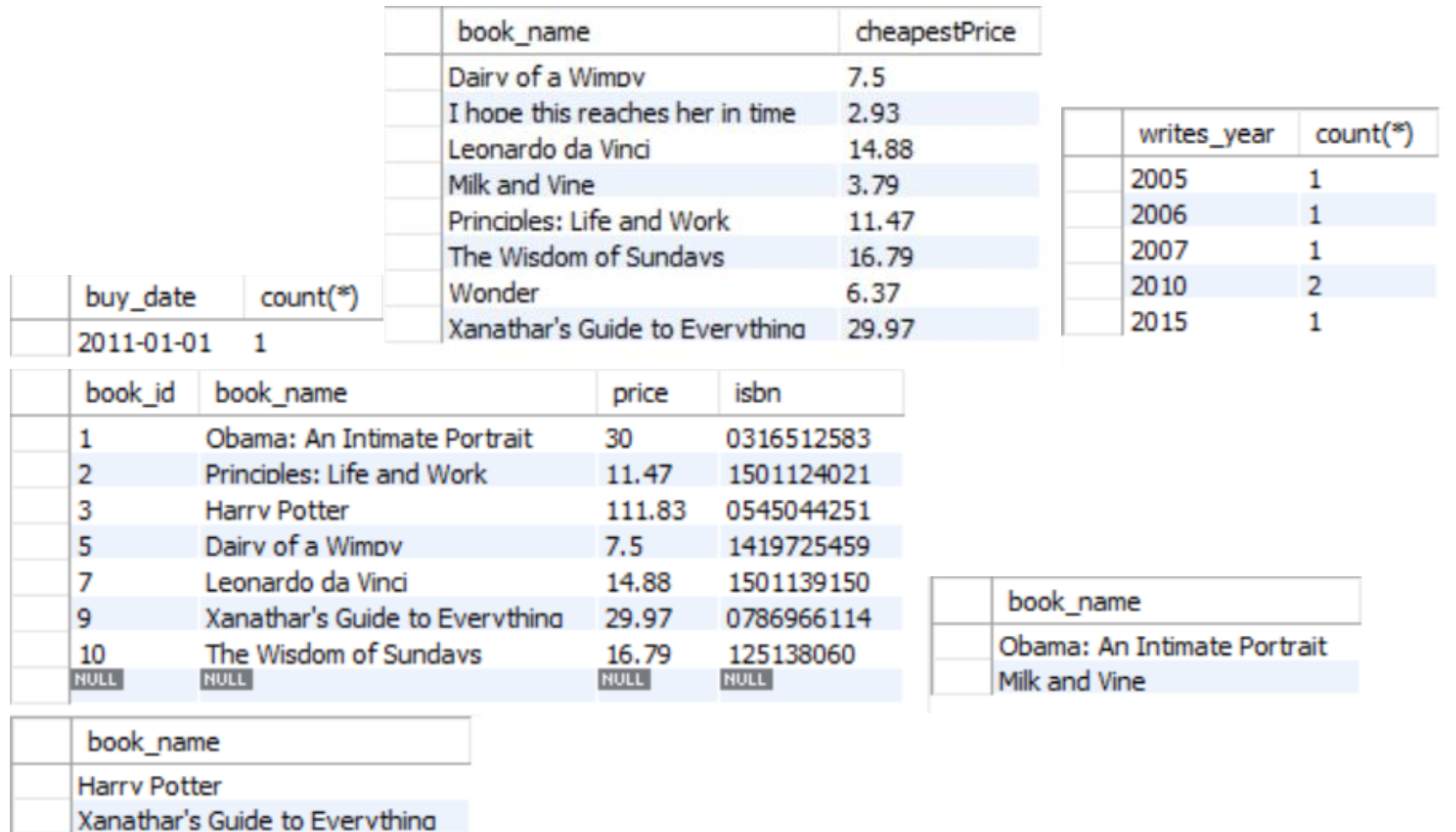 book_name cheapestPrice
Dairy of a Wimpy 7.5
I hope this reaches her in time 2.93
Leonardo da Vinci 14.88
Milk and Vine 3.79
Principles: Life and Work 11.47
The Wisdom of Sundays 16.79
Wonder 6.37
Xanathar's Guide to Everything 29.97
writes_year count(*)
2005 1
2006 1
2007 1
2010 2
2015 1
buy_date count(*)
2011-01-01 1
book_id book_name price isbn
1 Obama: An Intimate Portrait 30 0316512583
2 Principles: Life and Work 11.47 1501124021
3 Harry Potter 111.83 0545044251
5 Dairy of a Wimpy 7.5 1419725459
7 Leonardo da Vinci 14.88 1501139150
9 Xanathar's Guide to Everything 29.97 0786966114
10 The Wisdom of Sundays 16.79 125138060
NULL NULL NULL NULL
book_name
Obama: An Intimate Portrait
Milk and Vine
book_name
Harry Potter
Xanathar's Guide to Everything